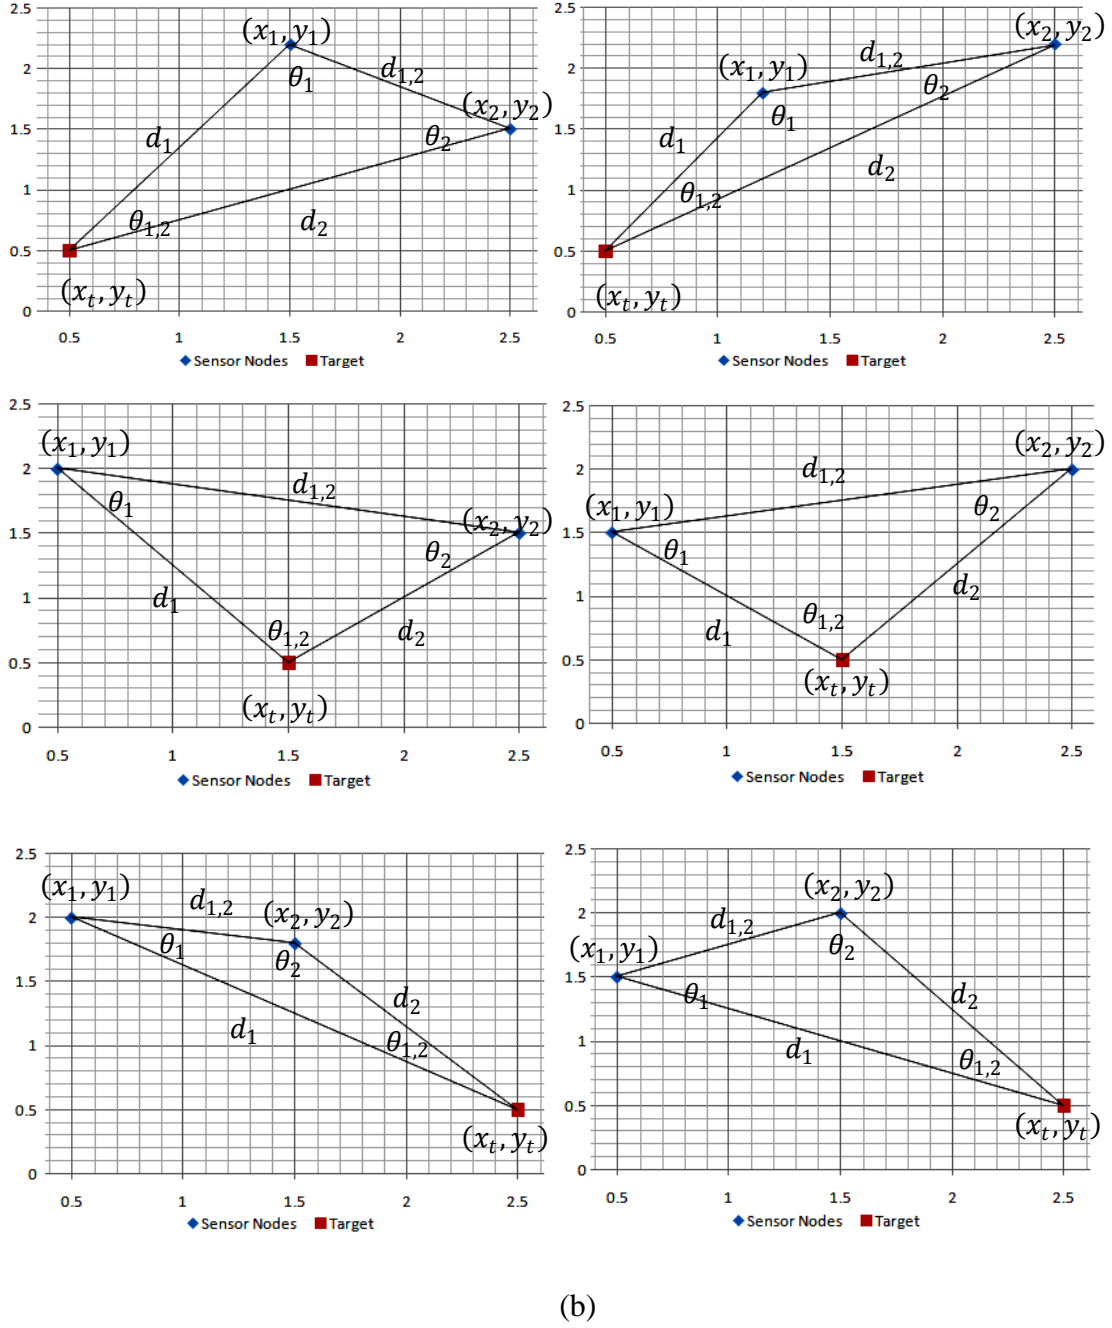 2.5
(x₁, y₁)
2
θ₁
d₁,₂
(x₂, y₂)
1.5
d₁
θ₂
1
θ₁,₂
d₂
0.5
(xₜ, yₜ)
0
0.5 1 1.5 2 2.5
Sensor Nodes Target
2.5
(x₂, y₂)
d₁,₂
2
(x₁, y₁)
θ₂
θ₁
1.5
d₁
d₂
1
θ₁,₂
0.5
(xₜ, yₜ)
0
0.5 1 1.5 2 2.5
Sensor Nodes Target
2.5
(x₁, y₁)
2
d₁,₂
θ₁
(x₂, y₂)
1.5
θ₂
1
d₁
θ₁,₂
d₂
0.5
(xₜ, yₜ)
0
0.5 1 1.5 2 2.5
Sensor Nodes Target
2.5
(x₂, y₂)
2
d₁,₂
(x₁, y₁)
θ₂
1.5
θ₁
d₂
1
θ₁,₂
d₁
0.5
(xₜ, yₜ)
0
0.5 1 1.5 2 2.5
Sensor Nodes Target
2.5
(x₁, y₁)
d₁,₂
2
(x₂, y₂)
θ₁
θ₂
1.5
d₂
d₁
1
θ₁,₂
0.5
(xₜ, yₜ)
0
0.5 1 1.5 2 2.5
Sensor Nodes Target
2.5
(x₂, y₂)
2
d₁,₂
(x₁, y₁)
θ₂
1.5
θ₁
d₂
1
d₁
θ₁,₂
0.5
(xₜ, yₜ)
0
0.5 1 1.5 2 2.5
Sensor Nodes Target
(b)